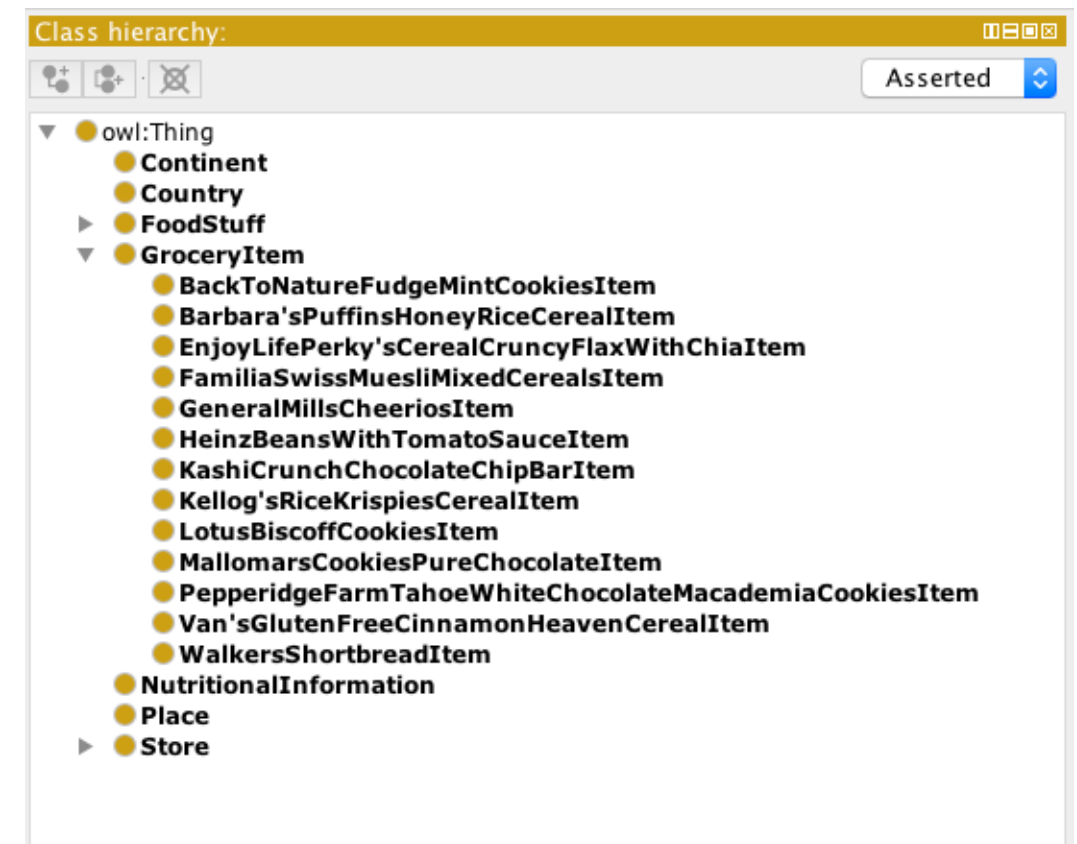 Class hierarchy:
Asserted
owl:Thing
Continent
Country
FoodStuff
GroceryItem
BackToNatureFudgeMintCookiesItem
Barbara'sPuffinsHoneyRiceCerealItem
EnjoyLifePerky'sCerealCruncyFlaxWithChiaItem
FamiliaSwissMuesliMixedCerealsItem
GeneralMillsCheeriosItem
HeinzBeansWithTomatoSauceItem
KashiCrunchChocolateChipBarItem
Kellog'sRiceKrispiesCerealItem
LotusBiscoffCookiesItem
MallomarsCookiesPureChocolateItem
PepperidgeFarmTahoeWhiteChocolateMacademiaCookiesItem
Van'sGlutenFreeCinnamonHeavenCerealItem
WalkersShortbreadItem
NutritionalInformation
Place
Store